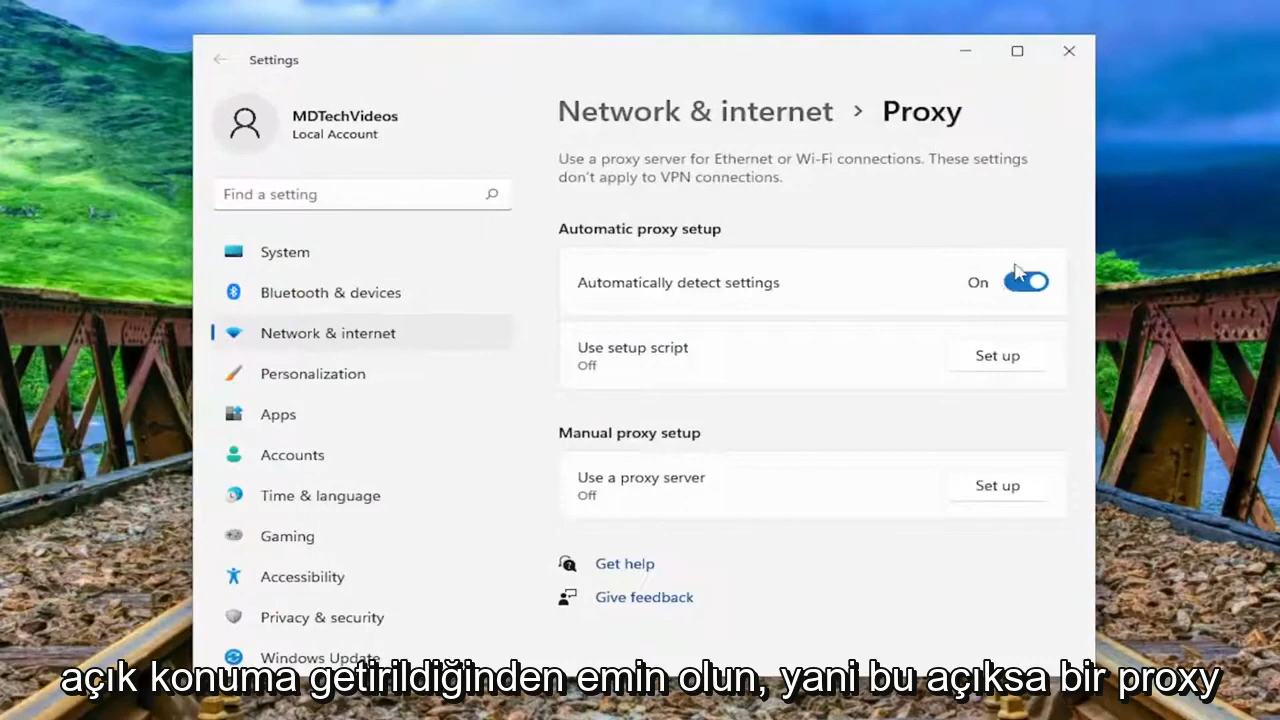 Settings
MDTechVideos
Local Account
Find a setting
System
Bluetooth & devices
Network & internet
Personalization
Apps
Accounts
Time & language
Gaming
Accessibility
Privacy & security
Windows Update
Network & internet › Proxy
Use a proxy server for Ethernet or Wi-Fi connections. These settings
don't apply to VPN connections.
Automatic proxy setup
Automatically detect settings On
Use setup script
Off
Set up
Manual proxy setup
Use a proxy server
Off
Set up
Get help
Give feedback
açık konuma getirildiğinden emin olun, yani bu açıksa bir proxy